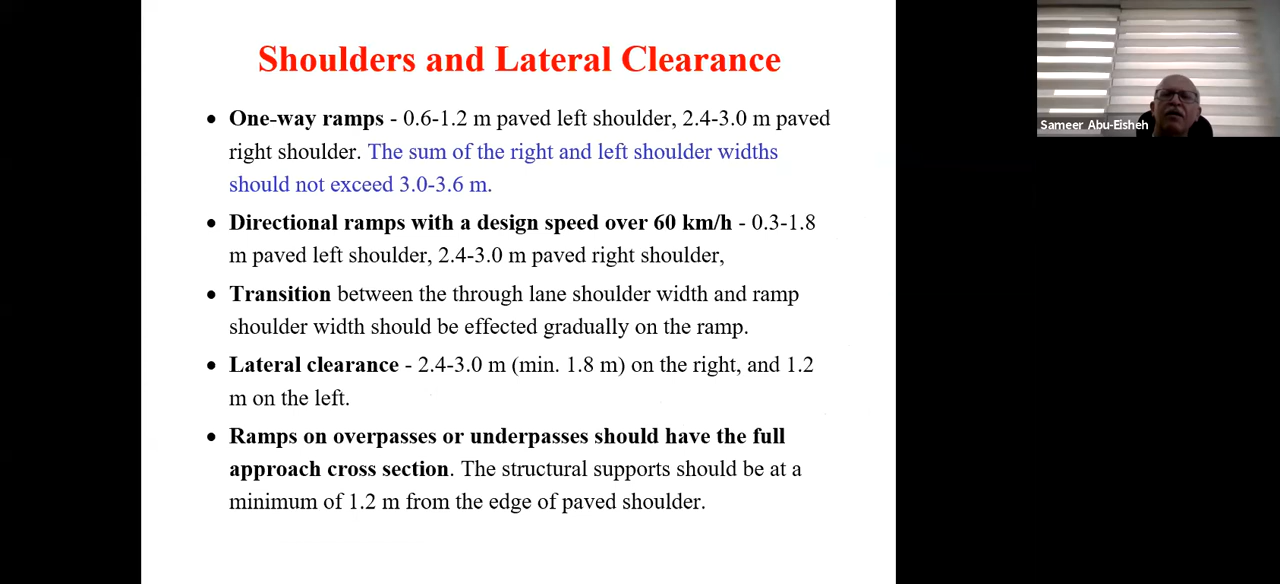 Shoulders and Lateral Clearance
• One-way ramps - 0.6-1.2 m paved left shoulder, 2.4-3.0 m paved
right shoulder. The sum of the right and left shoulder widths
should not exceed 3.0-3.6 m.
• Directional ramps with a design speed over 60 km/h - 0.3-1.8
m paved left shoulder, 2.4-3.0 m paved right shoulder,
• Transition between the through lane shoulder width and ramp
shoulder width should be effected gradually on the ramp.
• Lateral clearance - 2.4-3.0 m (min. 1.8 m) on the right, and 1.2
m on the left.
• Ramps on overpasses or underpasses should have the full
approach cross section. The structural supports should be at a
minimum of 1.2 m from the edge of paved shoulder.
Sameer Abu-Eisheh